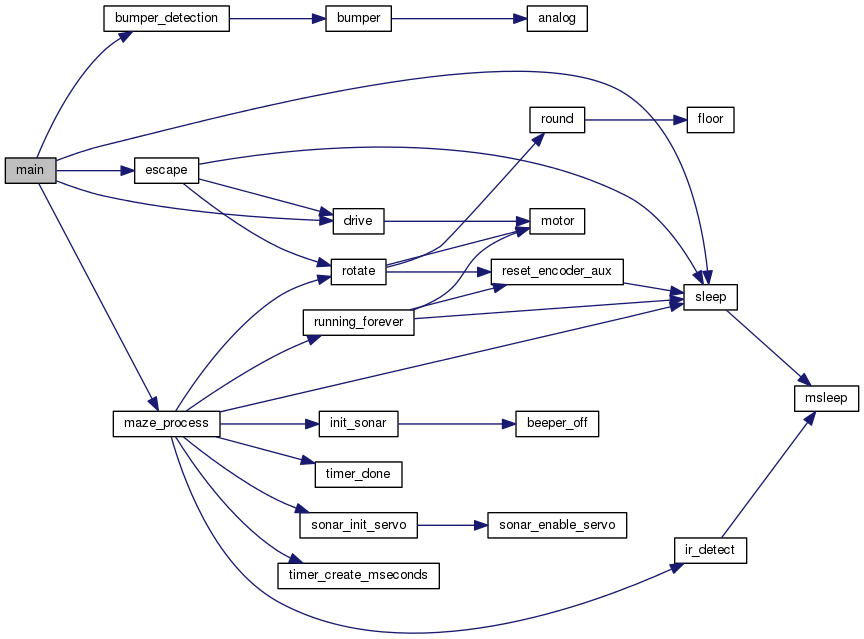 bumper_detection
bumper
analog
round
floor
main
escape
drive
motor
rotate
reset_encoder_aux
sleep
running_forever
msleep
maze_process
init_sonar
beeper_off
timer_done
sonar_init_servo
sonar_enable_servo
ir_detect
timer_create_mseconds